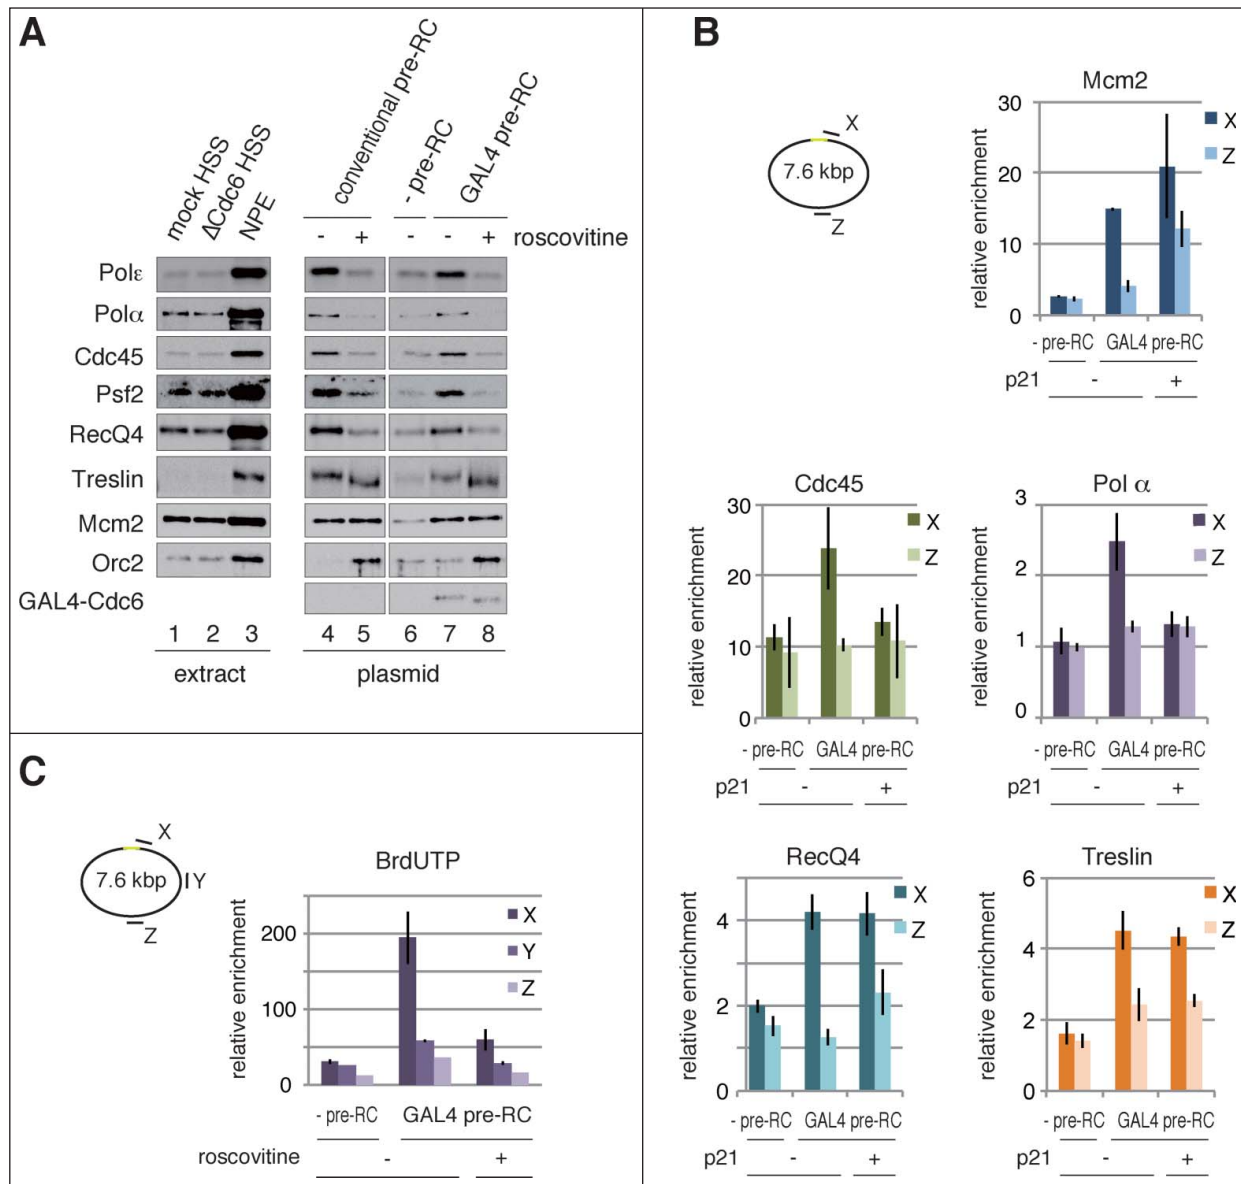 A
mock HSS
ΔCdc6 HSS
NPE
conventional pre-RC
- pre-RC
GAL4 pre-RC
- + - - + roscovitine
Polε
Polα
Cdc45
Psf2
RecQ4
Treslin
Mcm2
Orc2
GAL4-Cdc6
1 2 3 4 5 6 7 8
extract plasmid
B
X
7.6 kbp
Z
Mcm2
relative enrichment
30
20
10
0
X
Z
- pre-RC GAL4 pre-RC
p21 - +
Cdc45
relative enrichment
30
20
10
0
X
Z
- pre-RC GAL4 pre-RC
p21 - +
Pol α
relative enrichment
3
2
1
0
X
Z
- pre-RC GAL4 pre-RC
p21 - +
RecQ4
relative enrichment
4
2
0
X
Z
- pre-RC GAL4 pre-RC
p21 - +
Treslin
relative enrichment
6
4
2
0
X
Z
- pre-RC GAL4 pre-RC
p21 - +
C
X
7.6 kbp
Y
Z
BrdUTP
relative enrichment
200
100
0
X
Y
Z
- pre-RC GAL4 pre-RC
roscovitine - +